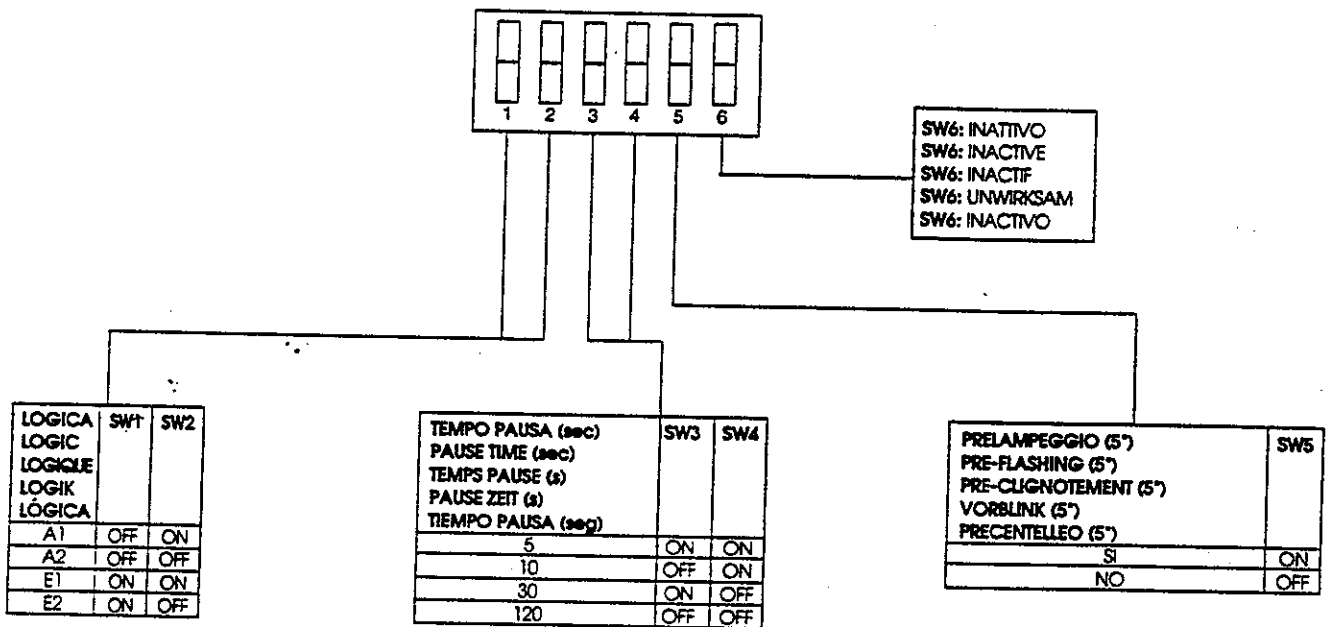 1 2 3 4 5 6
SW6: INATTIVO
SW6: INACTIVE
SW6: INACTIF
SW6: UNWIRKSAM
SW6: INACTIVO
LOGICA SW1 SW2
LOGIC
LOGIQUE
LOGIK
LÓGICA
A1 OFF ON
A2 OFF OFF
E1 ON ON
E2 ON OFF
TEMPO PAUSA (sec) SW3 SW4
PAUSE TIME (sec)
TEMPS PAUSE (s)
PAUSE ZEIT (s)
TIEMPO PAUSA (seg)
5 ON ON
10 OFF ON
30 ON OFF
120 OFF OFF
PRELAMPEGGIO (5") SW5
PRE-FLASHING (5")
PRE-CLIGNOTEMENT (5")
VORBLINK (5")
PRECENTELLEO (5")
SI ON
NO OFF